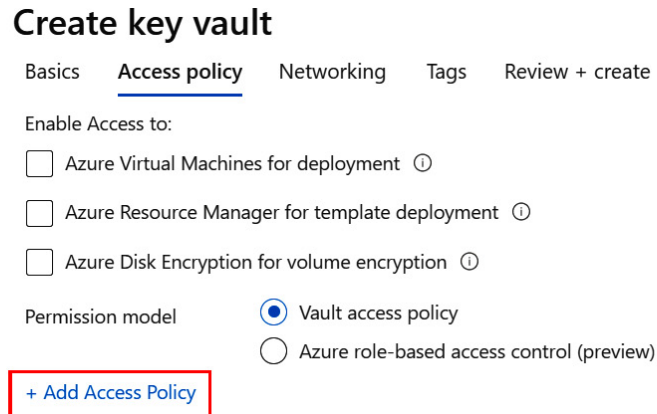 Create key vault
Basics Access policy Networking Tags Review + create
Enable Access to:
Azure Virtual Machines for deployment
Azure Resource Manager for template deployment
Azure Disk Encryption for volume encryption
Permission model
Vault access policy
Azure role-based access control (preview)
+ Add Access Policy